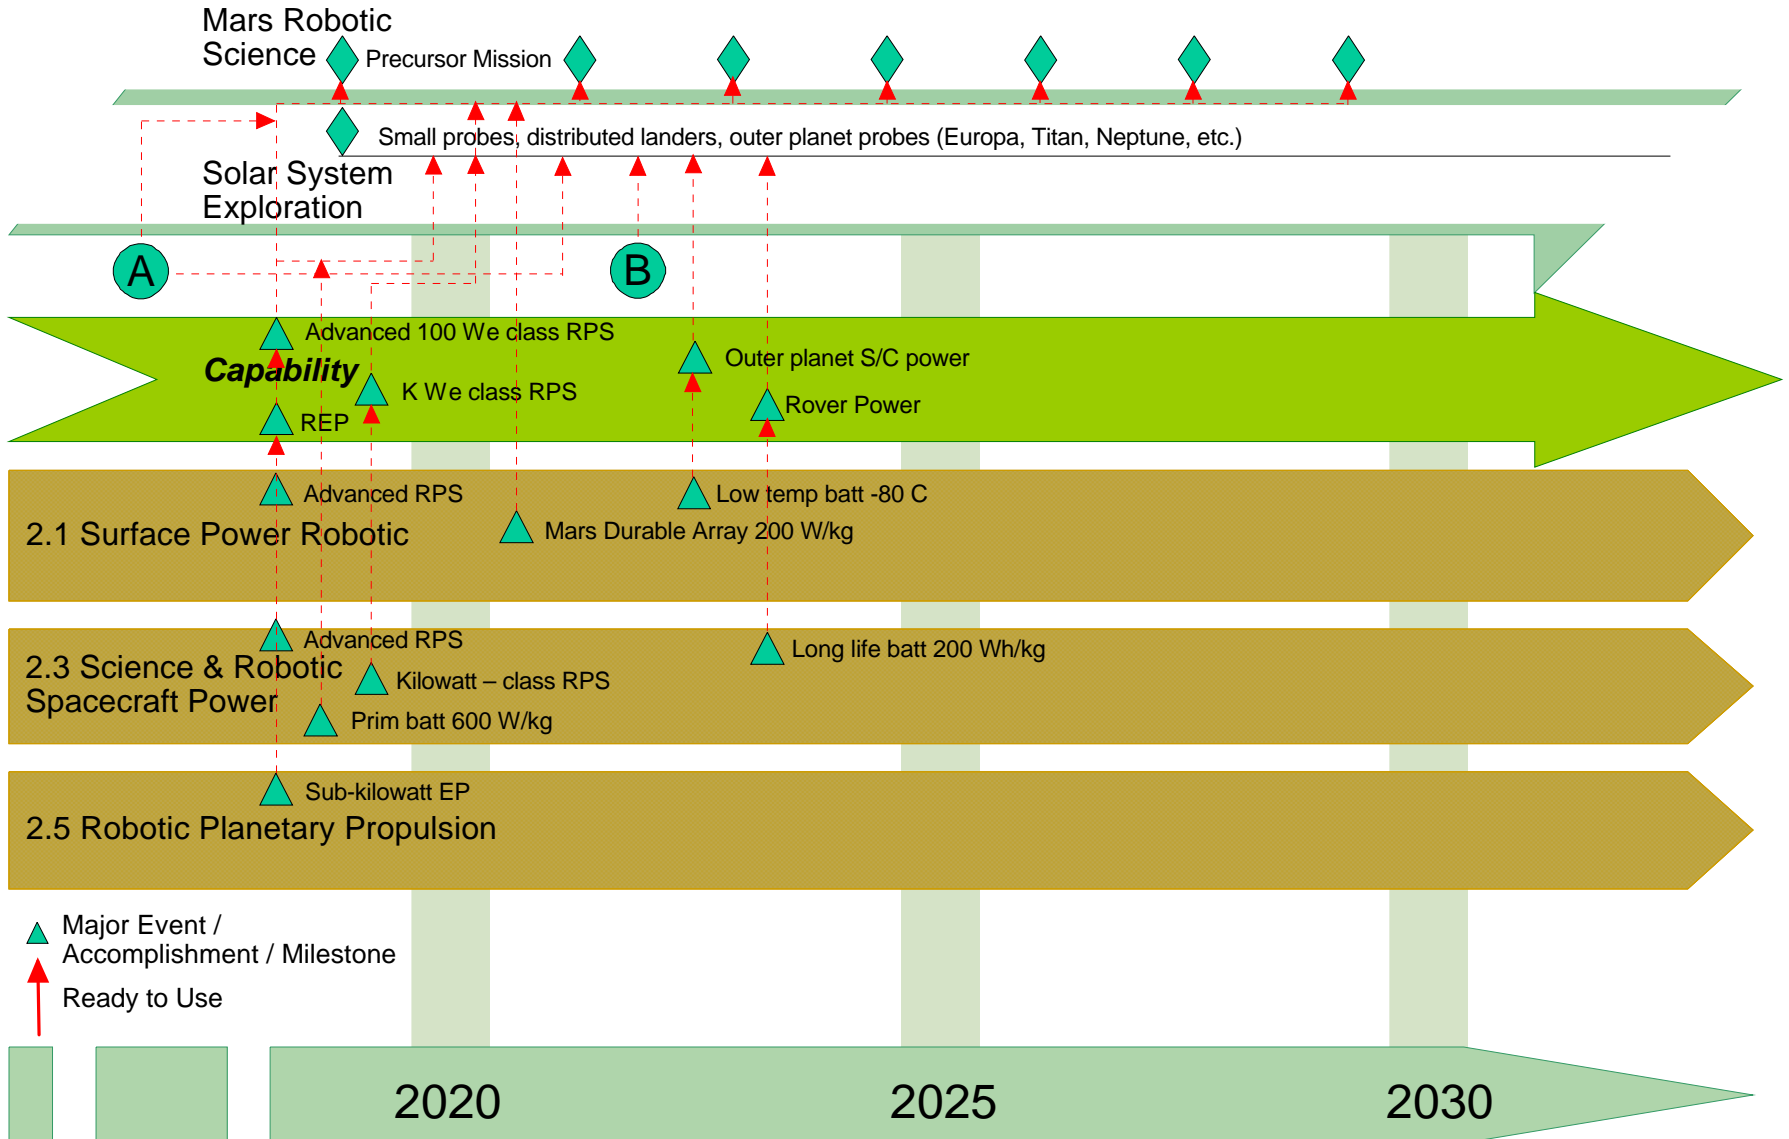 Mars Robotic
Science
Precursor Mission
Small probes, distributed landers, outer planet probes (Europa, Titan, Neptune, etc.)
Solar System
Exploration
A
B
Advanced 100 We class RPS
Capability
K We class RPS
REP
Outer planet S/C power
Rover Power
Advanced RPS
Low temp batt -80 C
2.1 Surface Power Robotic
Mars Durable Array 200 W/kg
Advanced RPS
Long life batt 200 Wh/kg
2.3 Science & Robotic
Spacecraft Power
Kilowatt – class RPS
Prim batt 600 W/kg
Sub-kilowatt EP
2.5 Robotic Planetary Propulsion
Major Event /
Accomplishment / Milestone
Ready to Use
2020
2025
2030